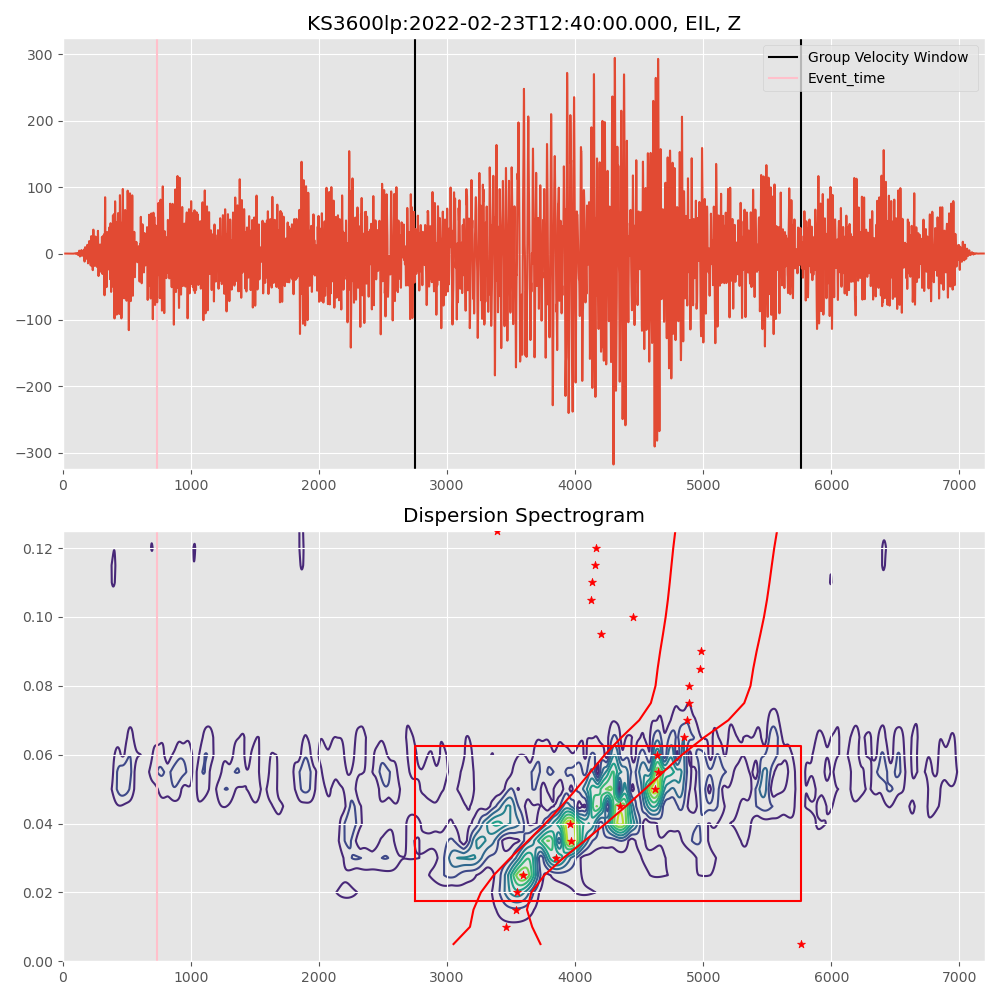 KS3600lp:2022-02-23T12:40:00.000, EIL, Z
Group Velocity Window
Event_time
300
200
100
0
−100
−200
−300
0 1000 2000 3000 4000 5000 6000 7000
Dispersion Spectrogram
0.12
0.10
0.08
0.06
0.04
0.02
0.00
0 1000 2000 3000 4000 5000 6000 7000